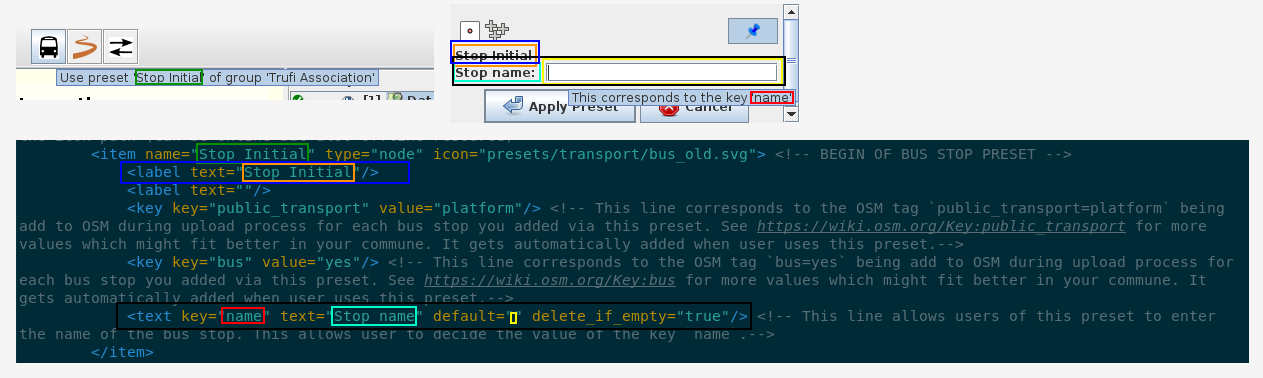 Use preset 'Stop Initial' of group 'Trufi Association'
[1]
Stop Initial
Stop name:
This corresponds to the key 'name'
Apply Preset
Cancel
<item name="Stop Initial" type="node" icon="presets/transport/bus_old.svg"> <!-- BEGIN OF BUS STOP PRESET -->
<label text="Stop Initial"/>
<label text=""/>
<key key="public_transport" value="platform"/> <!-- This line corresponds to the OSM tag `public_transport=platform` being
add to OSM during upload process for each bus stop you added via this preset. See https://wiki.osm.org/Key:public_transport for more
values which might fit better in your commune. It gets automatically added when user uses this preset.-->
<key key="bus" value="yes"/> <!-- This line corresponds to the OSM tag `bus=yes` being add to OSM during upload process for
each bus stop you added via this preset. See https://wiki.osm.org/Key:bus for more values which might fit better in your commune. It
gets automatically added when user uses this preset.-->
<text key="name" text="Stop name" default="" delete_if_empty="true"/> <!-- This line allows users of this preset to enter
the name of the bus stop. This allows user to decide the value of the key `name`.-->
</item>